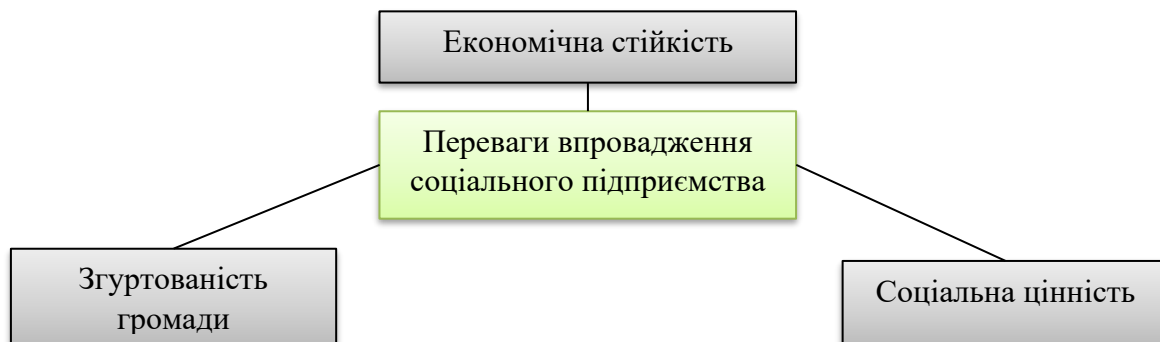 Економічна стійкість
Переваги впровадження
соціального підприємства
Згуртованість
громади
Соціальна цінність